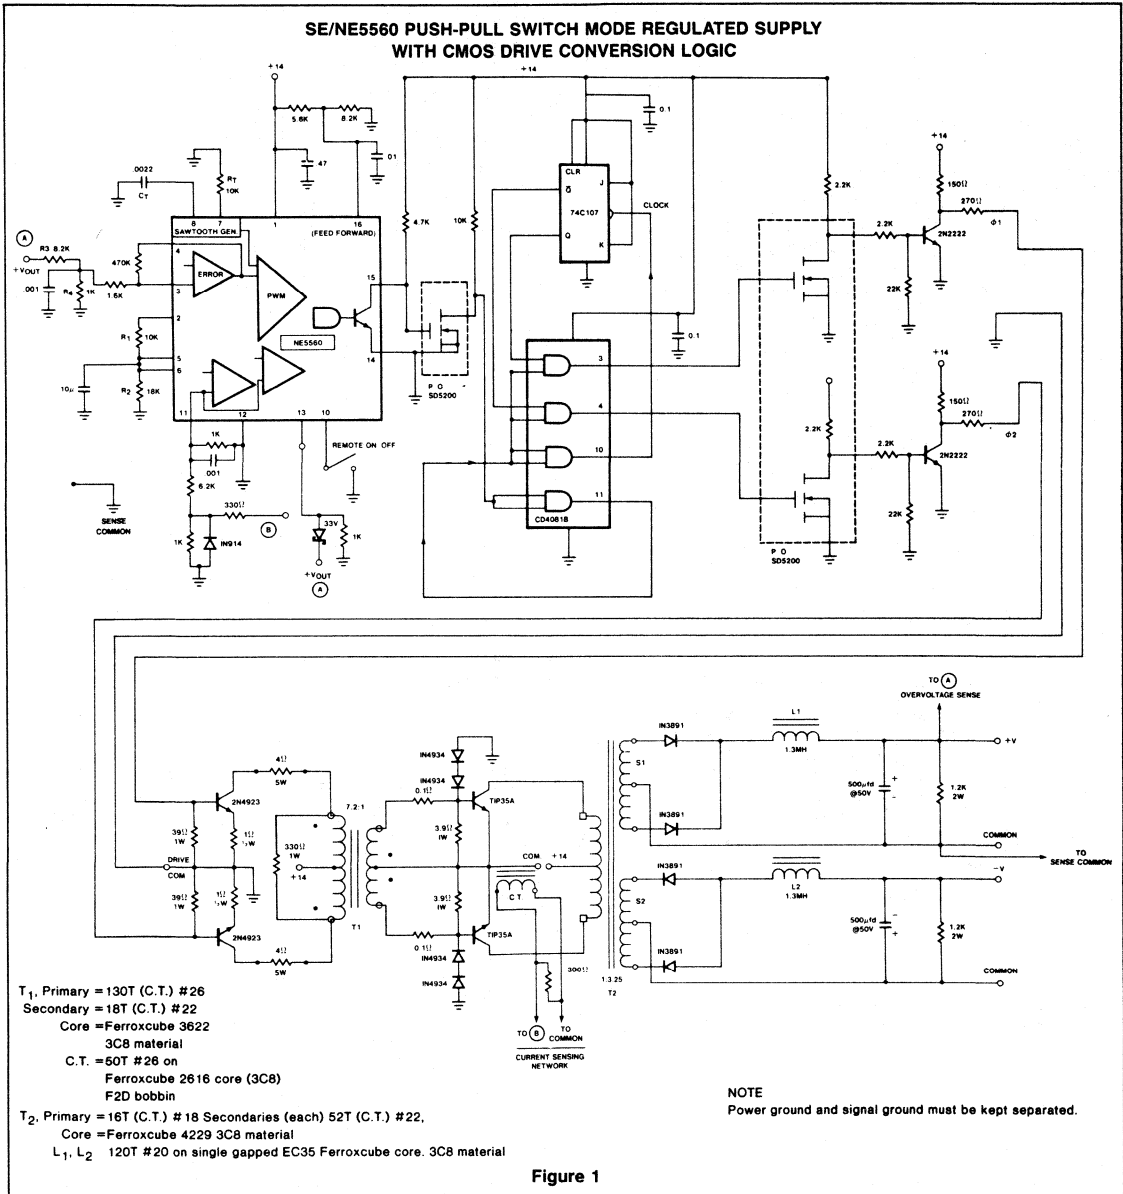 SE/NE5560 PUSH-PULL SWITCH MODE REGULATED SUPPLY
WITH CMOS DRIVE CONVERSION LOGIC
+14
+14
5.6K
8.2K
0.1
.0022
CT
RT
10K
47
01
CLR
Q̅
J
74C107
CLOCK
Q
K
2.2K
+14
150Ω
270Ω
ϕ1
2.2K
2N2222
22K
8
7
1
16
SAWTOOTH GEN.
(FEED FORWARD)
4.7K
10K
A
R3 8.2K
+VOUT
.001
R4
1K
1.6K
470K
4
3
ERROR
PWM
15
14
NE5560
2
R1
10K
5
6
R2
18K
10μ
11
12
13
10
P O
SD5200
0.1
3
4
10
11
CD4081B
1K
.001
REMOTE ON OFF
6.2K
330Ω
B
1K
IN914
33V
1K
+VOUT
A
SENSE
COMMON
+14
150Ω
270Ω
ϕ2
2.2K
2.2K
2N2222
22K
P O
SD5200
TO A
OVERVOLTAGE SENSE
L1
1.3MH
IN3891
S1
IN3891
+V
500μfd
@50V
+
−
1.2K
2W
COMMON
TO
SENSE COMMON
IN4934
IN4934
4Ω
5W
2N4923
7.2:1
0.1Ω
TIP35A
39Ω
1W
1Ω
½W
330Ω
1W
3.9Ω
1W
DRIVE
COM
+14
COM
+14
C T
39Ω
1W
1Ω
½W
3.9Ω
1W
T1
2N4923
4Ω
5W
0.1Ω
TIP35A
IN4934
IN4934
300Ω
1:3.25
T2
IN3891
S2
IN3891
L2
1.3MH
−V
500μfd
@50V
−
+
1.2K
2W
COMMON
TO B
TO
COMMON
CURRENT SENSING
NETWORK
T1, Primary = 130T (C.T.) #26
Secondary = 18T (C.T.) #22
Core = Ferroxcube 3622
3C8 material
C.T. = 50T #26 on
Ferroxcube 2616 core (3C8)
F2D bobbin
T2, Primary = 16T (C.T.) #18 Secondaries (each) 52T (C.T.) #22,
Core = Ferroxcube 4229 3C8 material
L1, L2 120T #20 on single gapped EC35 Ferroxcube core. 3C8 material
NOTE
Power ground and signal ground must be kept separated.
Figure 1